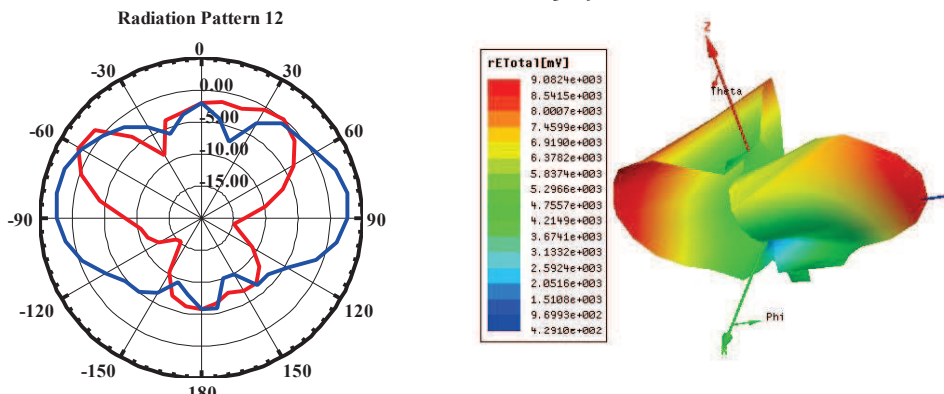 Radiation Pattern 12
0
-30
30
0.00
-5.00
-60
60
-10.00
-15.00
-90
90
-120
120
-150
150
180
rETotal[mV]
9.0824e+003
8.5415e+003
8.0007e+003
7.4599e+003
6.9190e+003
6.3782e+003
5.8374e+003
5.2966e+003
4.7557e+003
4.2149e+003
3.6741e+003
3.1332e+003
2.5924e+003
2.0516e+003
1.5108e+003
9.6993e+002
4.2910e+002
Z
Theta
Phi